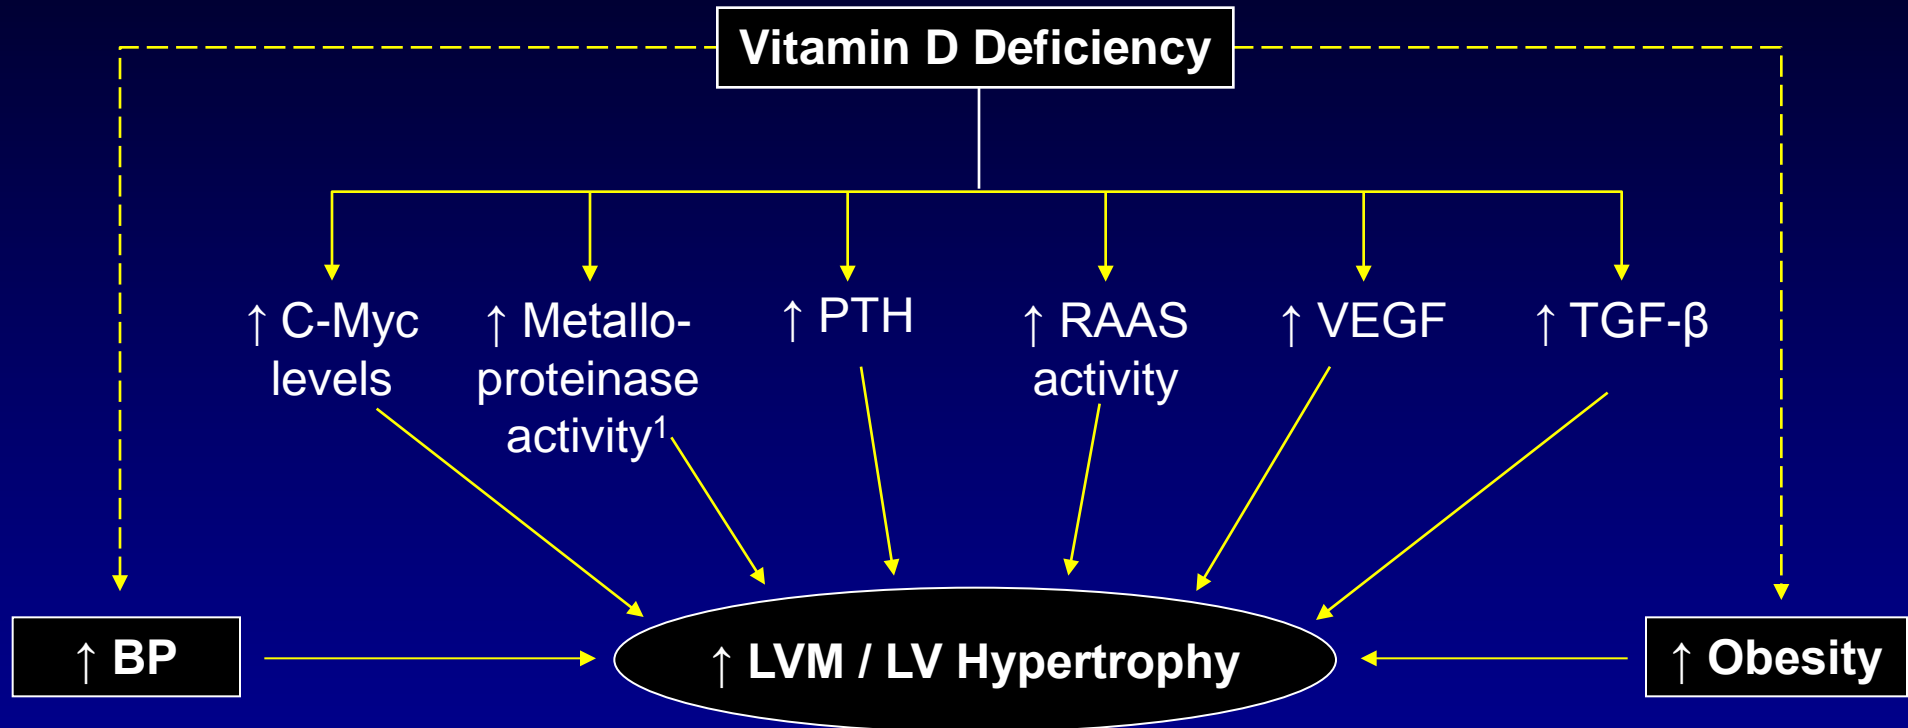 Vitamin D Deficiency
↑ C-Myc
levels
↑ Metallo-
proteinase
activity¹
↑ PTH
↑ RAAS
activity
↑ VEGF
↑ TGF-β
↑ BP
↑ LVM / LV Hypertrophy
↑ Obesity